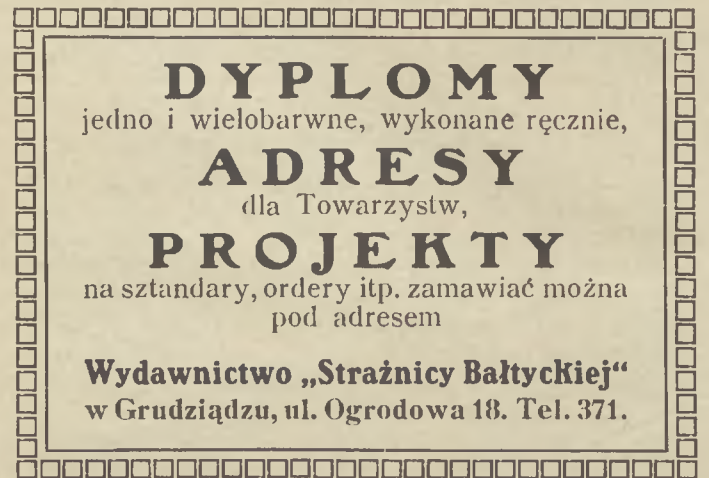 DYPLOMY
jedno i wielobarwne, wykonane ręcznie,
ADRESY
dla Towarzystw,
PROJEKTY
na sztandary, ordery itp. zamawiać można
pod adresem
Wydawnictwo „Strażnicy Bałtyckiej“
w Grudziądzu, ul. Ogrodowa 18. Tel. 371.